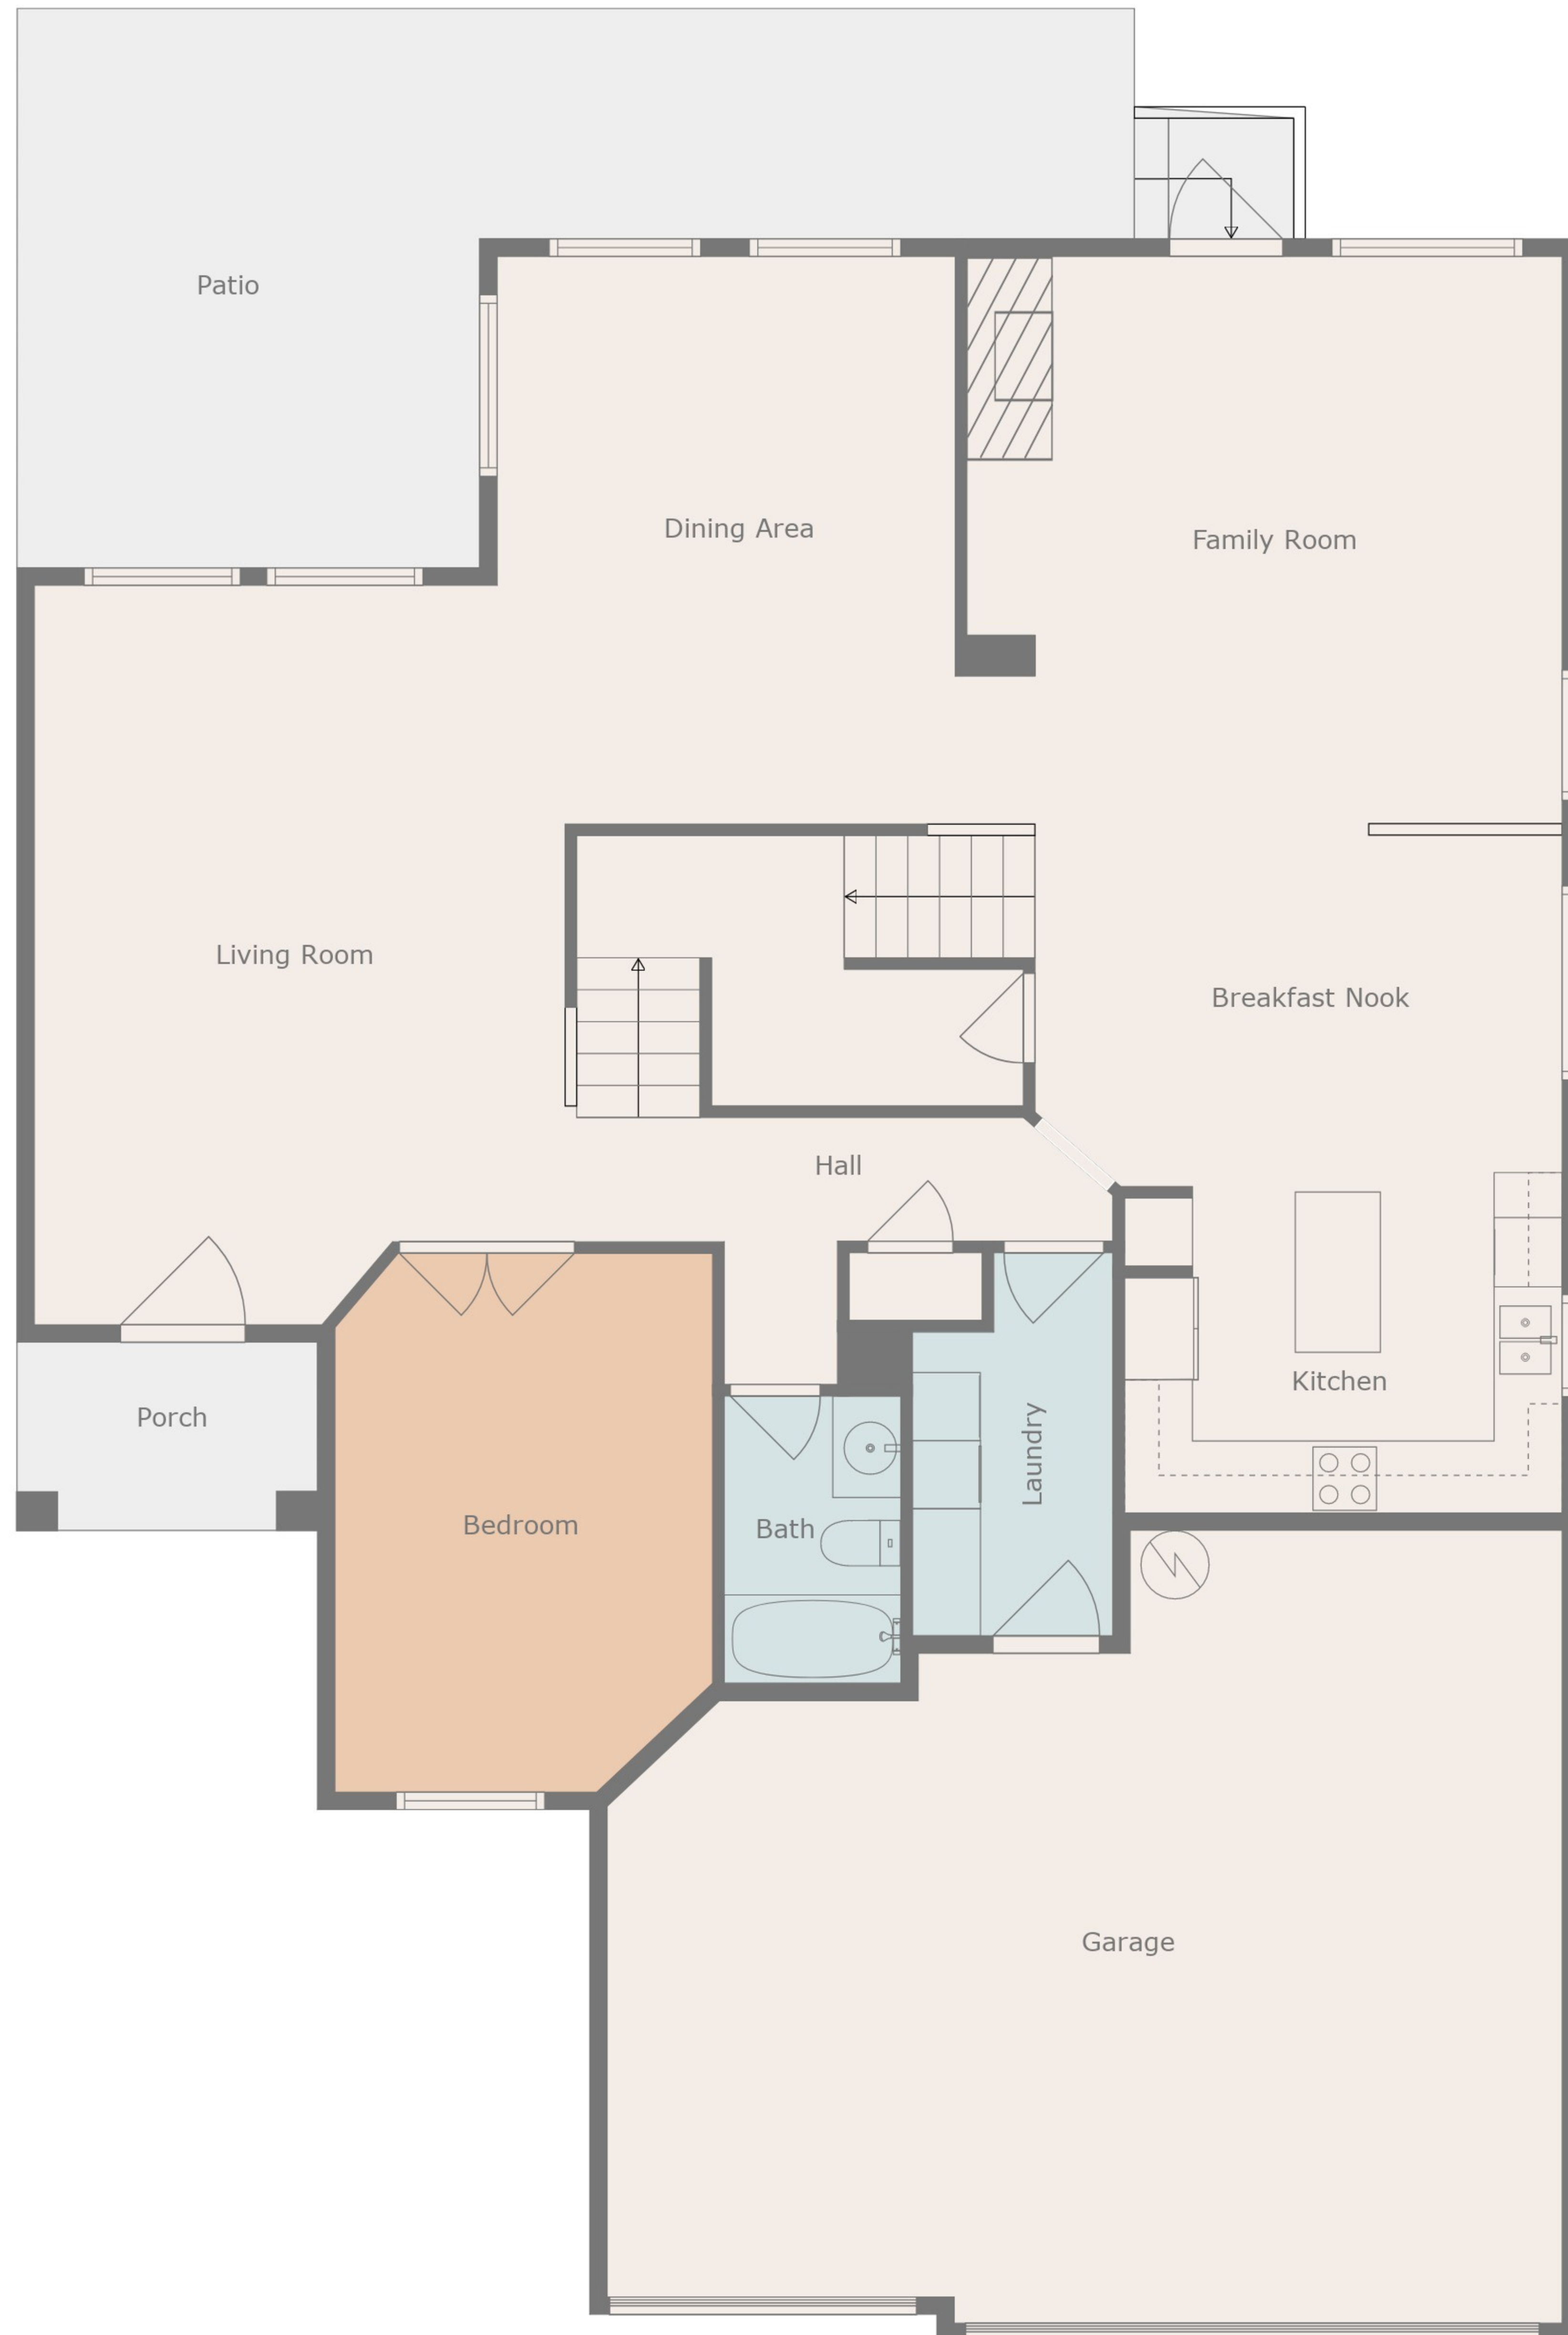 Patio
Dining Area
Family Room
Living Room
Breakfast Nook
Hall
Kitchen
Porch
Laundry
Bedroom
Bath
Garage